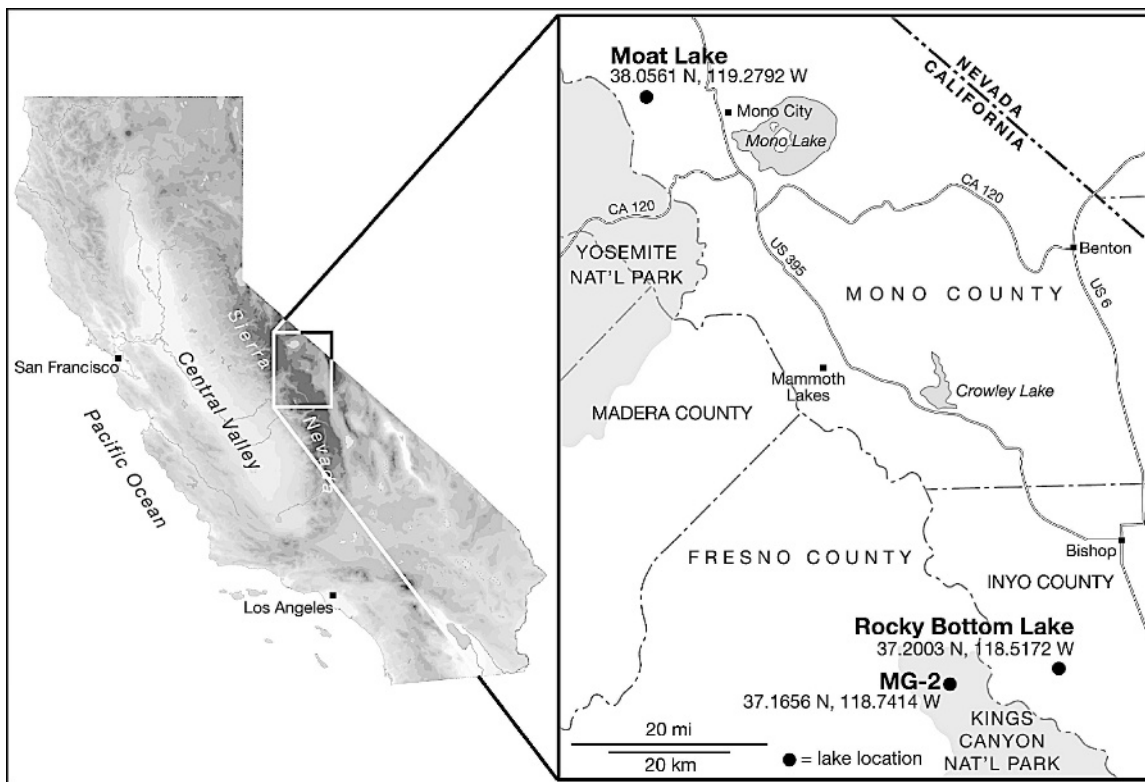 San Francisco
Pacific Ocean
Central Valley
Sierra
Nevada
Los Angeles
Moat Lake
38.0561 N, 119.2792 W
Mono City
Mono Lake
NEVADA
CALIFORNIA
CA 120
CA 120
YOSEMITE
NAT'L PARK
US 395
Benton
MONO COUNTY
US 6
Mammoth
Lakes
Crowley Lake
MADERA COUNTY
FRESNO COUNTY
Bishop
INYO COUNTY
Rocky Bottom Lake
37.2003 N, 118.5172 W
MG-2
37.1656 N, 118.7414 W
KINGS
CANYON
NAT'L PARK
20 mi
20 km
= lake location